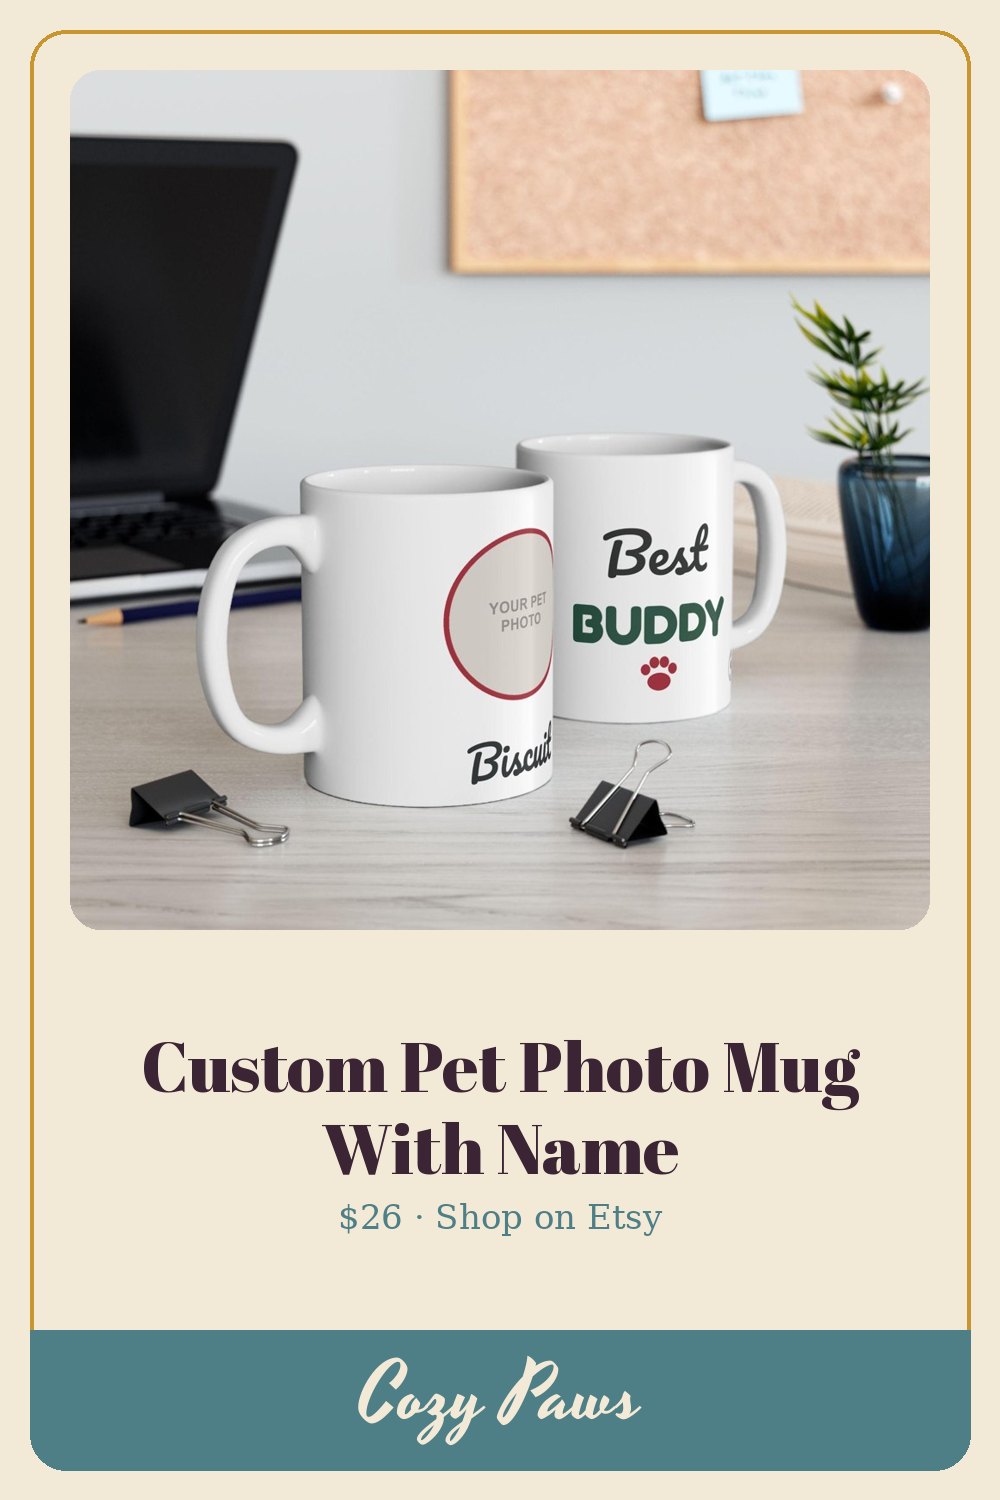 YOUR PET
PHOTO
Biscuit
Best
BUDDY
Custom Pet Photo Mug
With Name
$26 · Shop on Etsy
Cozy Paws